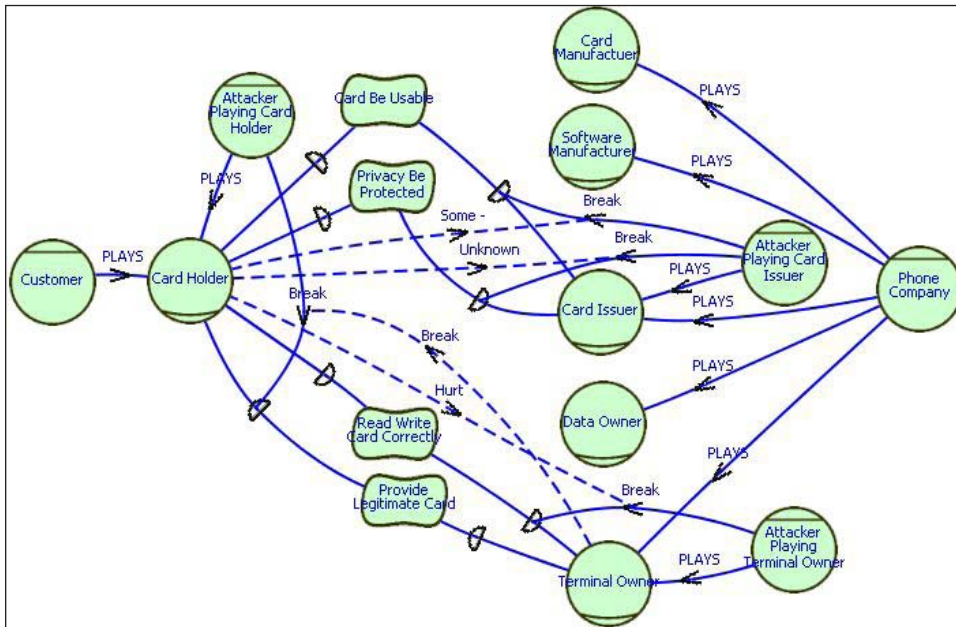 Card
Manufactuer
PLAYS
Attacker
Playing Card
Holder
Card Be Usable
Software
Manufacturer
PLAYS
Privacy Be
Protected
PLAYS
Some -
Break
Unknown
Break
Attacker
Playing Card
Issuer
Customer
PLAYS
Card Holder
PLAYS
Phone
Company
Break
Card Issuer
PLAYS
Break
Hurt
PLAYS
Data Owner
Read Write
Card Correctly
PLAYS
Provide
Legitimate Card
Break
Attacker
Playing
Terminal Owner
PLAYS
Terminal Owner